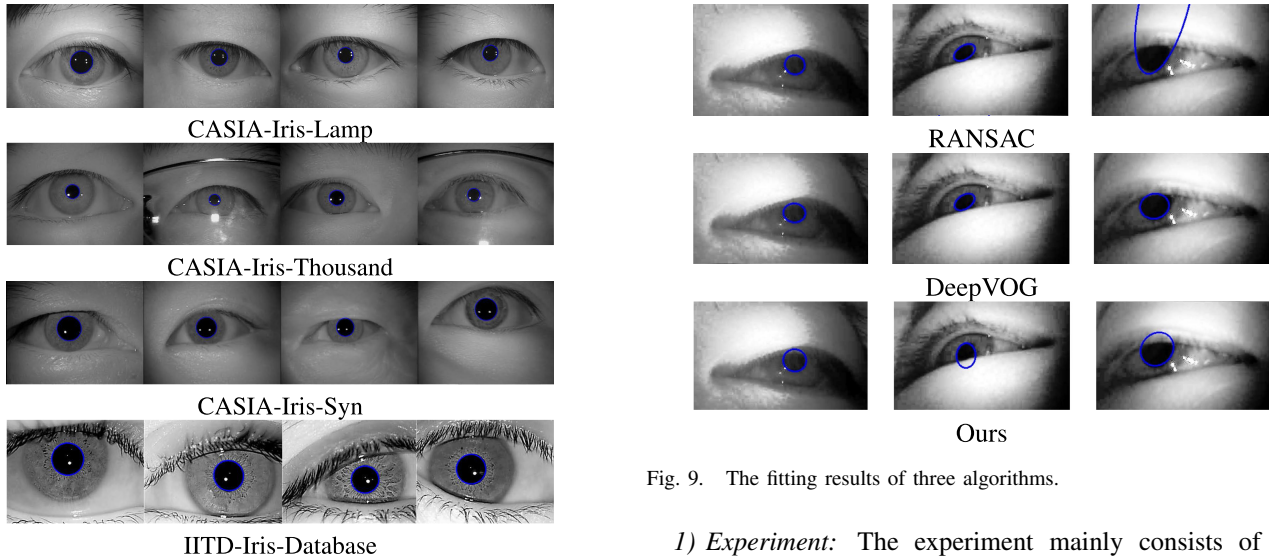 CASIA-Iris-Lamp
CASIA-Iris-Thousand
CASIA-Iris-Syn
IITD-Iris-Database
RANSAC
DeepVOG
Ours
Fig. 9. The fitting results of three algorithms.
1) Experiment: The experiment mainly consists of